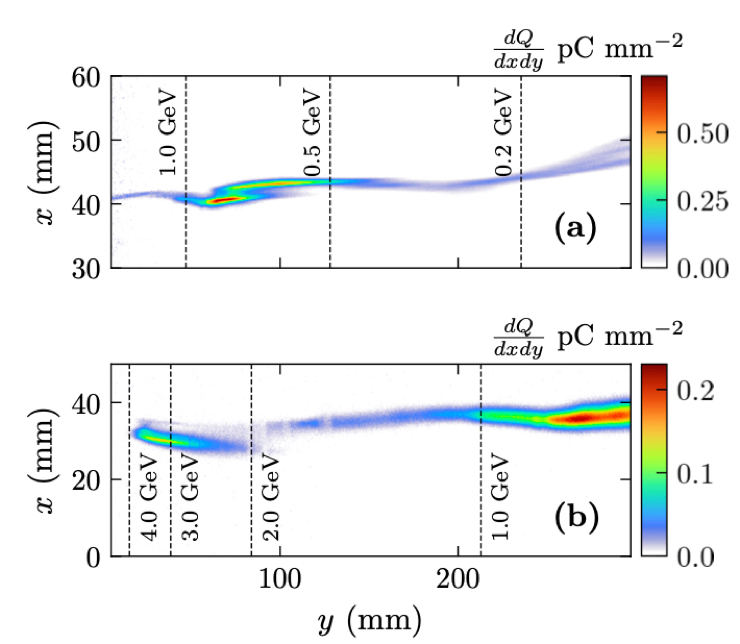 dQ/dxdy pC mm−2
60
50
40
30
x (mm)
1.0 GeV
0.5 GeV
0.2 GeV
(a)
0.50
0.25
0.00
dQ/dxdy pC mm−2
40
20
0
x (mm)
4.0 GeV
3.0 GeV
2.0 GeV
1.0 GeV
(b)
0.2
0.1
0.0
100 200
y (mm)